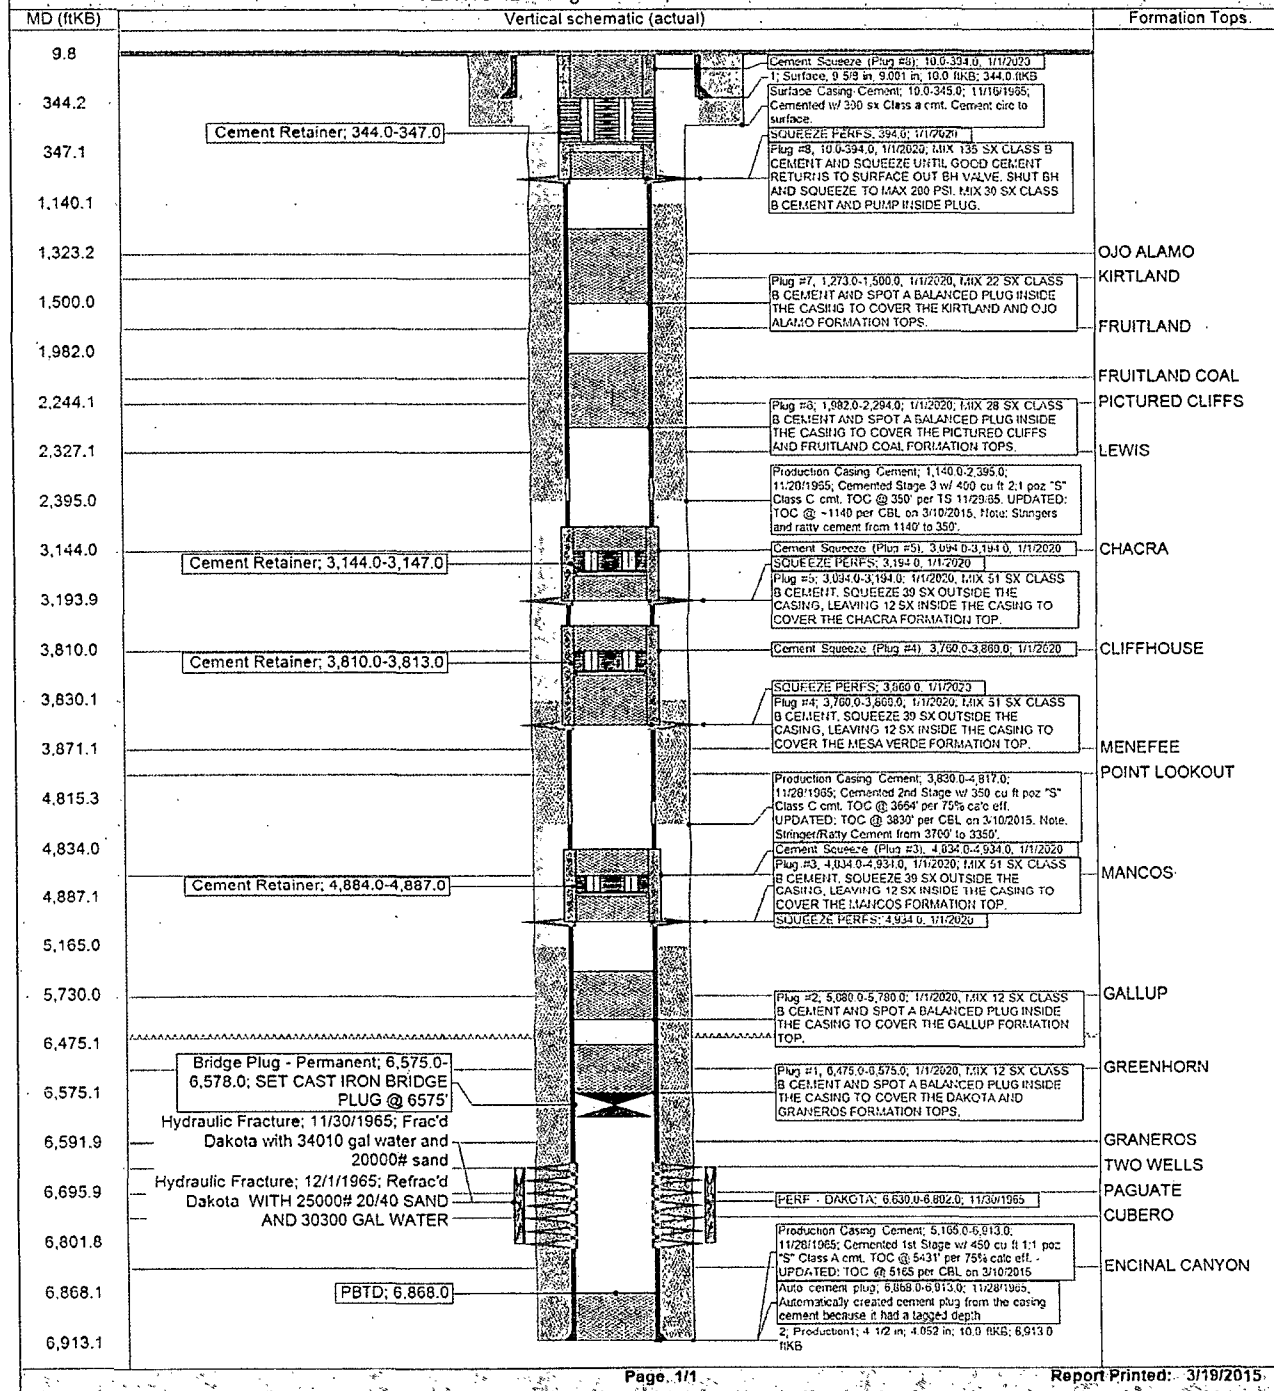 MD (ftKB)
Vertical schematic (actual)
Formation Tops
9.8
344.2
347.1
1,140.1
1,323.2
1,500.0
1,982.0
2,244.1
2,327.1
2,395.0
3,144.0
3,193.9
3,810.0
3,830.1
3,871.1
4,815.3
4,834.0
4,887.1
5,165.0
5,730.0
6,475.1
6,575.1
6,591.9
6,695.9
6,801.8
6,868.1
6,913.1
Cement Retainer; 344.0-347.0
Cement Retainer; 3,144.0-3,147.0
Cement Retainer; 3,810.0-3,813.0
Cement Retainer; 4,884.0-4,887.0
Bridge Plug - Permanent; 6,575.0-
6,578.0; SET CAST IRON BRIDGE
PLUG @ 6575'
Hydraulic Fracture; 11/30/1965; Frac'd
Dakota with 34010 gal water and
20000# sand
Hydraulic Fracture; 12/1/1965; Refrac'd
Dakota WITH 25000# 20/40 SAND
AND 30300 GAL WATER
PBTD; 6,868.0
Cement Squeeze (Plug #8); 10.0-394.0, 1/1/2020
1; Surface, 9 5/8 in, 9.001 in; 10.0 ftKB; 344.0 ftKB
Surface Casing Cement; 10.0-345.0; 11/16/1965;
Cemented w/ 300 sx Class a cmt. Cement circ to
surface.
SQUEEZE PERFS; 394.0; 1/1/2020
Plug #8, 10.0-394.0, 1/1/2020; MIX 135 SX CLASS B
CEMENT AND SQUEEZE UNTIL GOOD CEMENT
RETURNS TO SURFACE OUT BH VALVE. SHUT BH
AND SQUEEZE TO MAX 200 PSI. MIX 30 SX CLASS
B CEMENT AND PUMP INSIDE PLUG.
Plug #7, 1,273.0-1,500.0, 1/1/2020, MIX 22 SX CLASS
B CEMENT AND SPOT A BALANCED PLUG INSIDE
THE CASING TO COVER THE KIRTLAND AND OJO
ALAMO FORMATION TOPS.
Plug #6; 1,982.0-2,294.0; 1/1/2020; MIX 28 SX CLASS
B CEMENT AND SPOT A BALANCED PLUG INSIDE
THE CASING TO COVER THE PICTURED CLIFFS
AND FRUITLAND COAL FORMATION TOPS.
Production Casing Cement; 1,140.0-2,395.0;
11/28/1965; Cemented Stage 3 w/ 400 cu ft 2:1 poz "S"
Class C cmt. TOC @ 350' per TS 11/29/65. UPDATED:
TOC @ ~1140 per CBL on 3/10/2015, Note: Stringers
and ratty cement from 1140' to 350'.
Cement Squeeze (Plug #5), 3,094.0-3,194.0, 1/1/2020
SQUEEZE PERFS; 3,194.0, 1/1/2020
Plug #5; 3,094.0-3,194.0; 1/1/2020, MIX 51 SX CLASS
B CEMENT. SQUEEZE 39 SX OUTSIDE THE
CASING, LEAVING 12 SX INSIDE THE CASING TO
COVER THE CHACRA FORMATION TOP.
Cement Squeeze (Plug #4), 3,760.0-3,860.0; 1/1/2020
SQUEEZE PERFS; 3,860.0, 1/1/2020
Plug #4; 3,760.0-3,860.0; 1/1/2020; MIX 51 SX CLASS
B CEMENT, SQUEEZE 39 SX OUTSIDE THE
CASING, LEAVING 12 SX INSIDE THE CASING TO
COVER THE MESA VERDE FORMATION TOP.
Production Casing Cement; 3,830.0-4,817.0;
11/28/1965; Cemented 2nd Stage w/ 350 cu ft poz "S"
Class C cmt. TOC @ 3664' per 75% calc eff.
UPDATED: TOC @ 3830' per CBL on 3/10/2015. Note.
Stringer/Ratty Cement from 3700' to 3350'.
Cement Squeeze (Plug #3), 4,834.0-4,934.0, 1/1/2020
Plug #3, 4,834.0-4,934.0, 1/1/2020; MIX 51 SX CLASS
B CEMENT, SQUEEZE 39 SX OUTSIDE THE
CASING, LEAVING 12 SX INSIDE THE CASING TO
COVER THE MANCOS FORMATION TOP.
SQUEEZE PERFS; 4,934.0, 1/1/2020
Plug #2, 5,680.0-5,780.0; 1/1/2020, MIX 12 SX CLASS
B CEMENT AND SPOT A BALANCED PLUG INSIDE
THE CASING TO COVER THE GALLUP FORMATION
TOP.
Plug #1, 6,475.0-6,575.0; 1/1/2020, MIX 12 SX CLASS
B CEMENT AND SPOT A BALANCED PLUG INSIDE
THE CASING TO COVER THE DAKOTA AND
GRANEROS FORMATION TOPS,
PERF - DAKOTA; 6,630.0-6,802.0; 11/30/1965
Production Casing Cement; 5,165.0-6,913.0;
11/28/1965; Cemented 1st Stage w/ 450 cu ft 1:1 poz
"S" Class A cmt. TOC @ 5431' per 75% calc eff. -
UPDATED: TOC @ 5165 per CBL on 3/10/2015
Auto cement plug; 6,868.0-6,913.0; 11/28/1965,
Automatically created cement plug from the casing
cement because it had a tagged depth
2; Production1; 4 1/2 in; 4.052 in; 10.0 ftKB; 6,913.0
ftKB
OJO ALAMO
KIRTLAND
FRUITLAND
FRUITLAND COAL
PICTURED CLIFFS
LEWIS
CHACRA
CLIFFHOUSE
MENEFEE
POINT LOOKOUT
MANCOS
GALLUP
GREENHORN
GRANEROS
TWO WELLS
PAGUATE
CUBERO
ENCINAL CANYON
Page 1/1
Report Printed: 3/19/2015